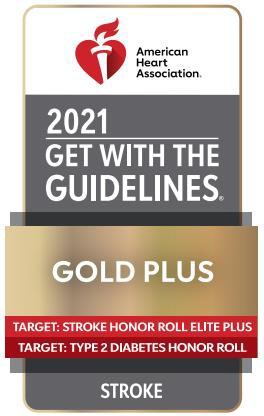 American
Heart
Association.
2021
GET WITH THE
GUIDELINES®
GOLD PLUS
TARGET: STROKE HONOR ROLL ELITE PLUS
TARGET: TYPE 2 DIABETES HONOR ROLL
STROKE